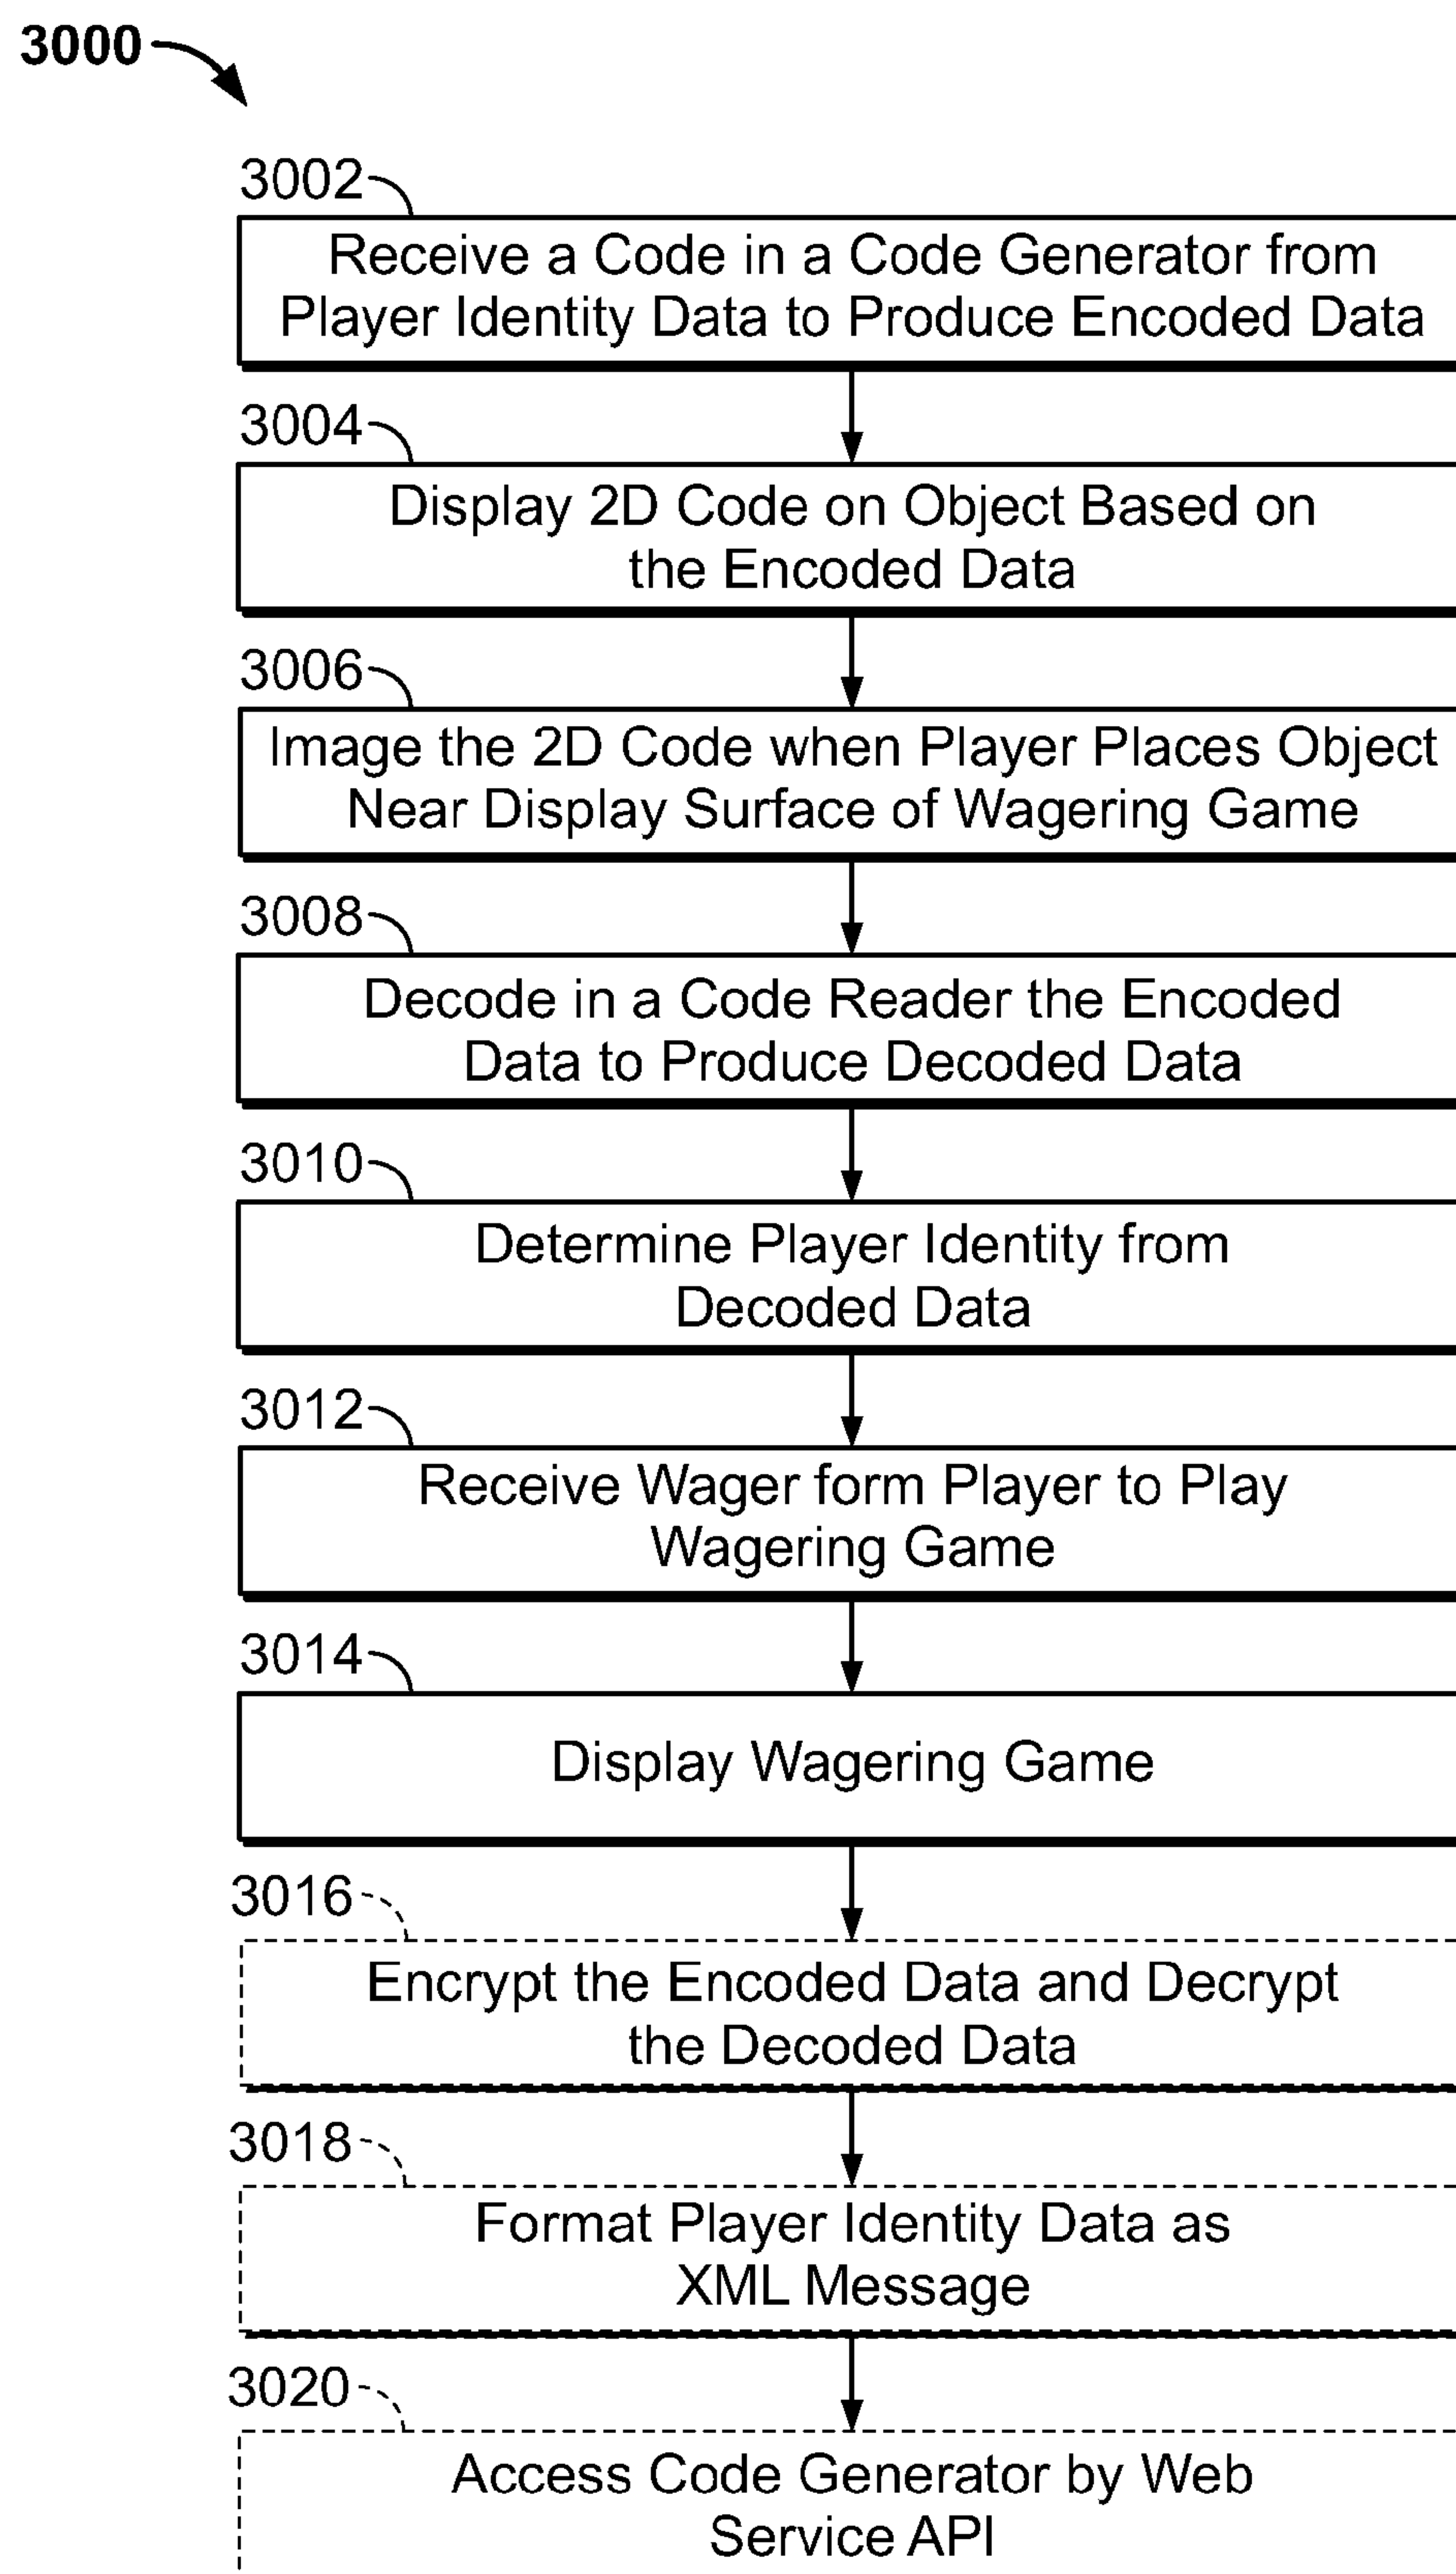 3000
3002
Receive a Code in a Code Generator from
Player Identity Data to Produce Encoded Data
3004
Display 2D Code on Object Based on
the Encoded Data
3006
Image the 2D Code when Player Places Object
Near Display Surface of Wagering Game
3008
Decode in a Code Reader the Encoded
Data to Produce Decoded Data
3010
Determine Player Identity from
Decoded Data
3012
Receive Wager form Player to Play
Wagering Game
3014
Display Wagering Game
3016
Encrypt the Encoded Data and Decrypt
the Decoded Data
3018
Format Player Identity Data as
XML Message
3020
Access Code Generator by Web
Service API